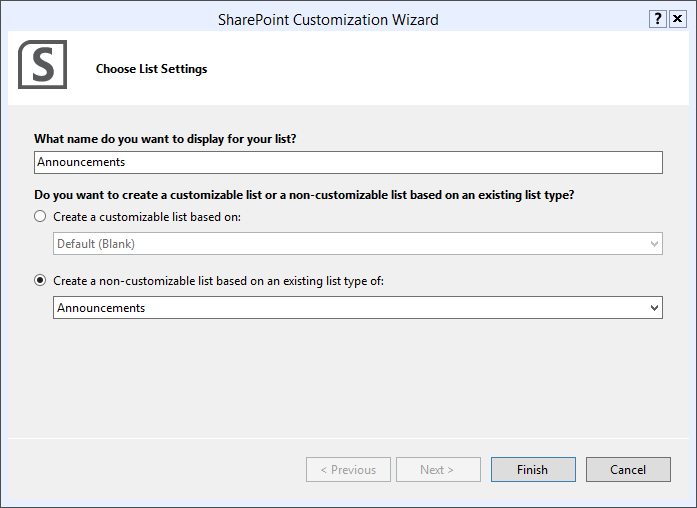 SharePoint Customization Wizard
? ×
S
Choose List Settings
What name do you want to display for your list?
Announcements
Do you want to create a customizable list or a non-customizable list based on an existing list type?
Create a customizable list based on:
Default (Blank)
Create a non-customizable list based on an existing list type of:
Announcements
< Previous Next > Finish Cancel